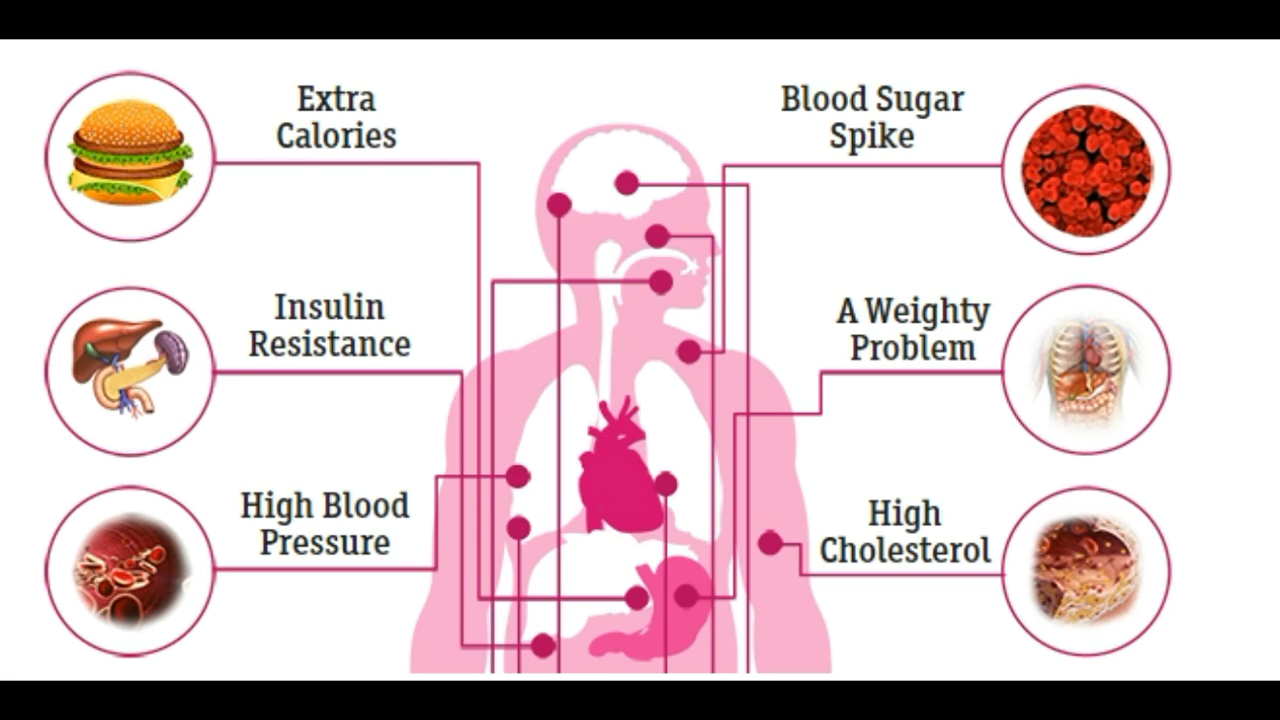 Extra
Calories
Blood Sugar
Spike
Insulin
Resistance
A Weighty
Problem
High Blood
Pressure
High
Cholesterol